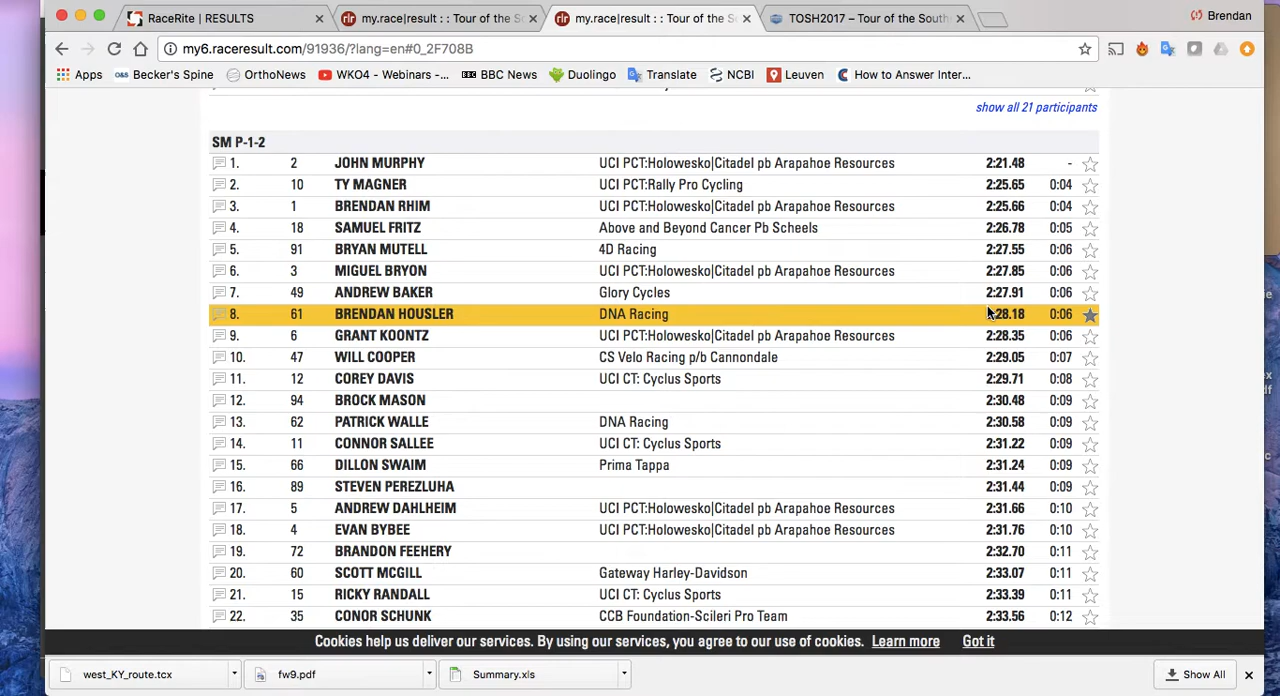 RaceRite | RESULTS
my.race|result : : Tour of the S
my.race|result : : Tour of the So
TOSH2017 – Tour of the South
Brendan
my6.raceresult.com/91936/?lang=en#0_2F708B
Apps
O&S Becker's Spine
OrthoNews
WKO4 - Webinars -...
BBC News
Duolingo
Translate
NCBI
Leuven
How to Answer Inter...
show all 21 participants
SM P-1-2
1. 2 JOHN MURPHY UCI PCT:Holowesko|Citadel pb Arapahoe Resources 2:21.48 -
2. 10 TY MAGNER UCI PCT:Rally Pro Cycling 2:25.65 0:04
3. 1 BRENDAN RHIM UCI PCT:Holowesko|Citadel pb Arapahoe Resources 2:25.66 0:04
4. 18 SAMUEL FRITZ Above and Beyond Cancer Pb Scheels 2:26.78 0:05
5. 91 BRYAN MUTELL 4D Racing 2:27.55 0:06
6. 3 MIGUEL BRYON UCI PCT:Holowesko|Citadel pb Arapahoe Resources 2:27.85 0:06
7. 49 ANDREW BAKER Glory Cycles 2:27.91 0:06
8. 61 BRENDAN HOUSLER DNA Racing 2:28.18 0:06
9. 6 GRANT KOONTZ UCI PCT:Holowesko|Citadel pb Arapahoe Resources 2:28.35 0:06
10. 47 WILL COOPER CS Velo Racing p/b Cannondale 2:29.05 0:07
11. 12 COREY DAVIS UCI CT: Cyclus Sports 2:29.71 0:08
12. 94 BROCK MASON 2:30.48 0:09
13. 62 PATRICK WALLE DNA Racing 2:30.58 0:09
14. 11 CONNOR SALLEE UCI CT: Cyclus Sports 2:31.22 0:09
15. 66 DILLON SWAIM Prima Tappa 2:31.24 0:09
16. 89 STEVEN PEREZLUHA 2:31.44 0:09
17. 5 ANDREW DAHLHEIM UCI PCT:Holowesko|Citadel pb Arapahoe Resources 2:31.66 0:10
18. 4 EVAN BYBEE UCI PCT:Holowesko|Citadel pb Arapahoe Resources 2:31.76 0:10
19. 72 BRANDON FEEHERY 2:32.70 0:11
20. 60 SCOTT MCGILL Gateway Harley-Davidson 2:33.07 0:11
21. 15 RICKY RANDALL UCI CT: Cyclus Sports 2:33.39 0:11
22. 35 CONOR SCHUNK CCB Foundation-Scileri Pro Team 2:33.56 0:12
Cookies help us deliver our services. By using our services, you agree to our use of cookies. Learn more Got it
west_KY_route.tcx
fw9.pdf
Summary.xls
Show All